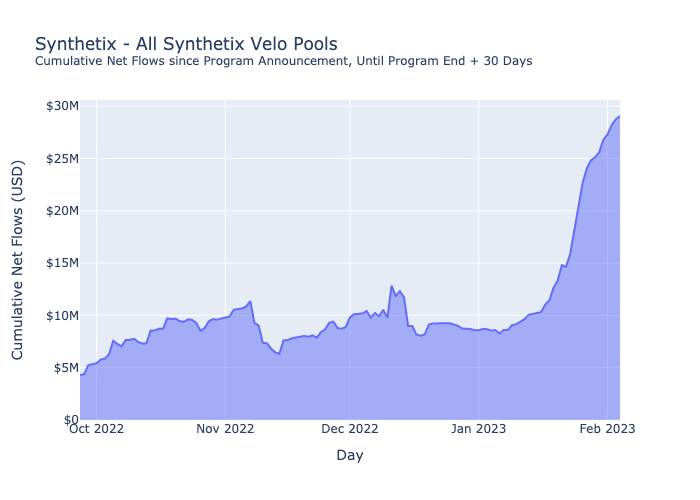 Synthetix - All Synthetix Velo Pools
Cumulative Net Flows since Program Announcement, Until Program End + 30 Days
Cumulative Net Flows (USD)
$30M
$25M
$20M
$15M
$10M
$5M
$0
Oct 2022 Nov 2022 Dec 2022 Jan 2023 Feb 2023
Day